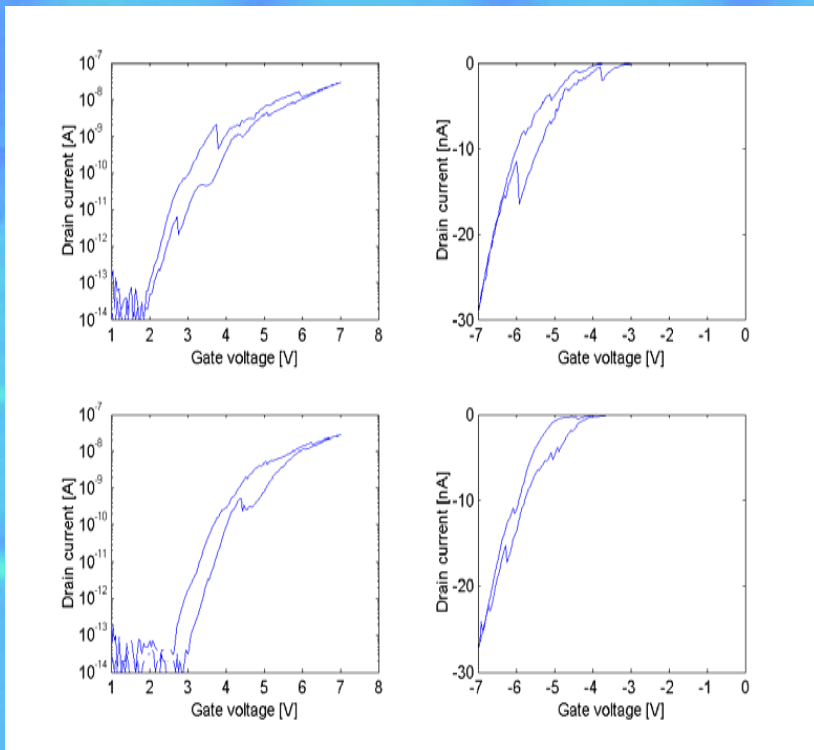 10^-7
10^-8
10^-9
10^-10
10^-11
10^-12
10^-13
10^-14
Drain current [A]
1 2 3 4 5 6 7 8
Gate voltage [V]
0
-10
-20
-30
Drain current [nA]
-7 -6 -5 -4 -3 -2 -1 0
Gate voltage [V]
10^-7
10^-8
10^-9
10^-10
10^-11
10^-12
10^-13
10^-14
Drain current [A]
1 2 3 4 5 6 7 8
Gate voltage [V]
0
-10
-20
-30
Drain current [nA]
-7 -6 -5 -4 -3 -2 -1 0
Gate voltage [V]